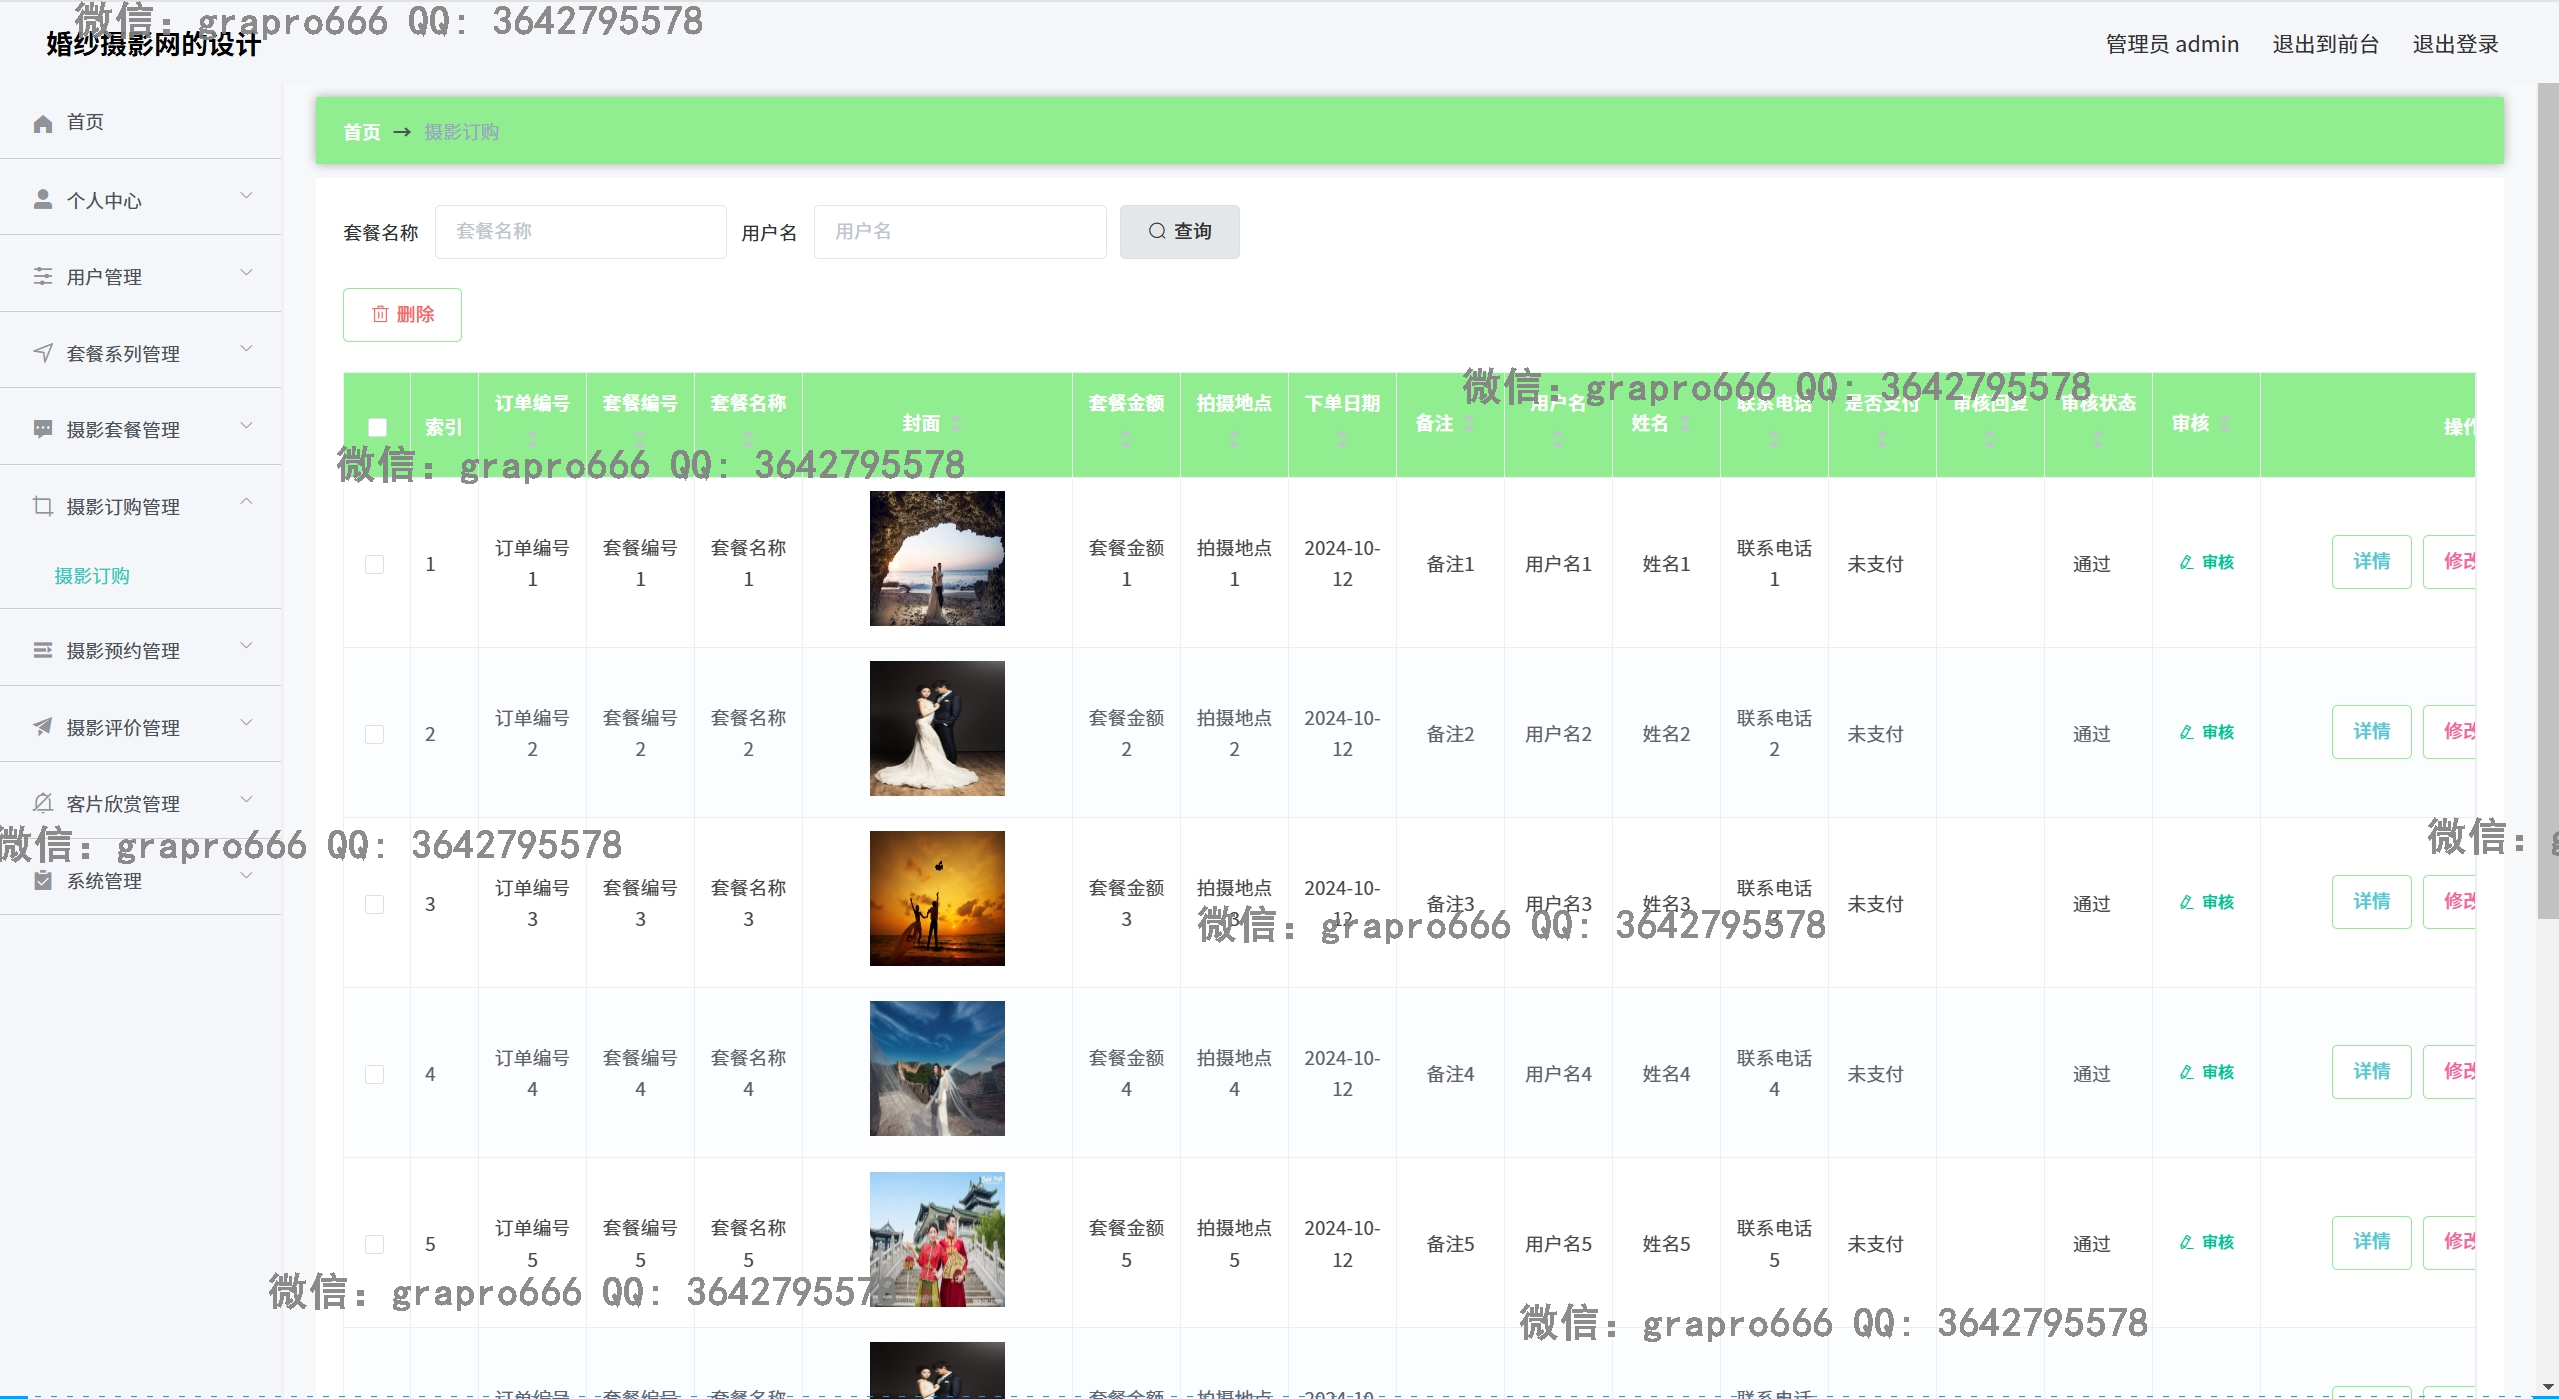 微信: grapro666 QQ: 3642795578
婚纱摄影网的设计
管理员 admin 退出到前台 退出登录
首页
个人中心
用户管理
套餐系列管理
摄影套餐管理
摄影订购管理
摄影订购
摄影预约管理
摄影评价管理
客片欣赏管理
微信: grapro666 QQ: 3642795578
系统管理
首页 → 摄影订购
套餐名称 套餐名称 用户名 用户名 查询
删除
微信: grapro666 QQ: 3642795578
索引 订单编号 套餐编号 套餐名称 封面 套餐金额 拍摄地点 下单日期 备注 用户名 姓名 联系电话 是否支付 审核回复 审核状态 审核 操作
微信: grapro666 QQ: 3642795578
1 订单编号1 套餐编号1 套餐名称1 套餐金额1 拍摄地点1 2024-10-12 备注1 用户名1 姓名1 联系电话1 未支付 通过 审核 详情 修改
2 订单编号2 套餐编号2 套餐名称2 套餐金额2 拍摄地点2 2024-10-12 备注2 用户名2 姓名2 联系电话2 未支付 通过 审核 详情 修改
微信:
3 订单编号3 套餐编号3 套餐名称3 套餐金额3 拍摄地点3 2024-10-12 备注3 用户名3 姓名3 联系电话3 未支付 通过 审核 详情 修改
微信: grapro666 QQ: 3642795578
4 订单编号4 套餐编号4 套餐名称4 套餐金额4 拍摄地点4 2024-10-12 备注4 用户名4 姓名4 联系电话4 未支付 通过 审核 详情 修改
5 订单编号5 套餐编号5 套餐名称5 套餐金额5 拍摄地点5 2024-10-12 备注5 用户名5 姓名5 联系电话5 未支付 通过 审核 详情 修改
微信: grapro666 QQ: 3642795578
微信: grapro666 QQ: 3642795578
订单编号 套餐编号 套餐名称 套餐金额 拍摄地点 2024-10- 联系电话